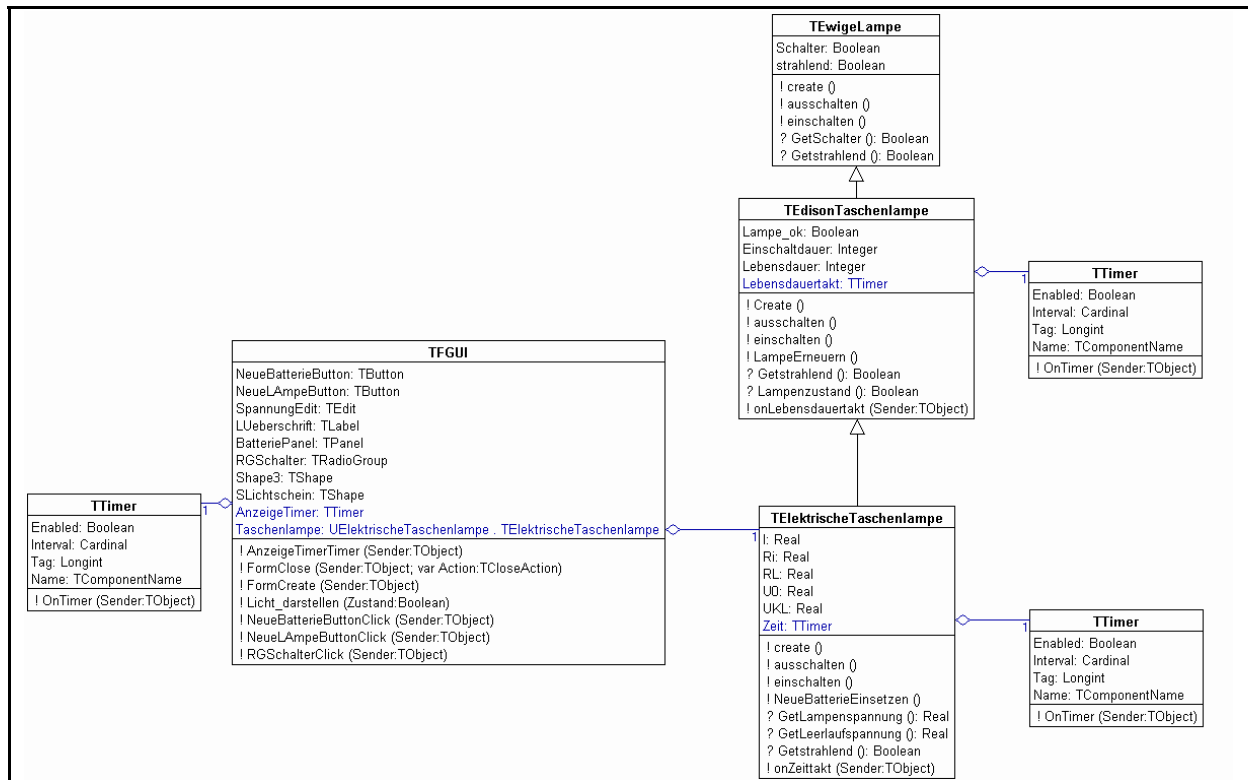 TEwigeLampe
Schalter: Boolean
strahlend: Boolean
! create ()
! ausschalten ()
! einschalten ()
? GetSchalter (): Boolean
? Getstrahlend (): Boolean
TEdisonTaschenlampe
Lampe_ok: Boolean
Einschaltdauer: Integer
Lebensdauer: Integer
Lebensdauertakt: TTimer
! Create ()
! ausschalten ()
! einschalten ()
! LampeErneuern ()
? Getstrahlend (): Boolean
? Lampenzustand (): Boolean
! onLebensdauertakt (Sender:TObject)
1
TTimer
Enabled: Boolean
Interval: Cardinal
Tag: Longint
Name: TComponentName
! OnTimer (Sender:TObject)
TFGUI
NeueBatterieButton: TButton
NeueLAmpeButton: TButton
SpannungEdit: TEdit
LUeberschrift: TLabel
BatteriePanel: TPanel
RGSchalter: TRadioGroup
Shape3: TShape
SLichtschein: TShape
AnzeigeTimer: TTimer
Taschenlampe: UElektrischeTaschenlampe . TElektrischeTaschenlampe
! AnzeigeTimerTimer (Sender:TObject)
! FormClose (Sender:TObject; var Action:TCloseAction)
! FormCreate (Sender:TObject)
! Licht_darstellen (Zustand:Boolean)
! NeueBatterieButtonClick (Sender:TObject)
! NeueLAmpeButtonClick (Sender:TObject)
! RGSchalterClick (Sender:TObject)
1
TTimer
Enabled: Boolean
Interval: Cardinal
Tag: Longint
Name: TComponentName
! OnTimer (Sender:TObject)
1
TElektrischeTaschenlampe
I: Real
Ri: Real
RL: Real
U0: Real
UKL: Real
Zeit: TTimer
! create ()
! ausschalten ()
! einschalten ()
! NeueBatterieEinsetzen ()
? GetLampenspannung (): Real
? GetLeerlaufspannung (): Real
? Getstrahlend (): Boolean
! onZeittakt (Sender:TObject)
1
TTimer
Enabled: Boolean
Interval: Cardinal
Tag: Longint
Name: TComponentName
! OnTimer (Sender:TObject)